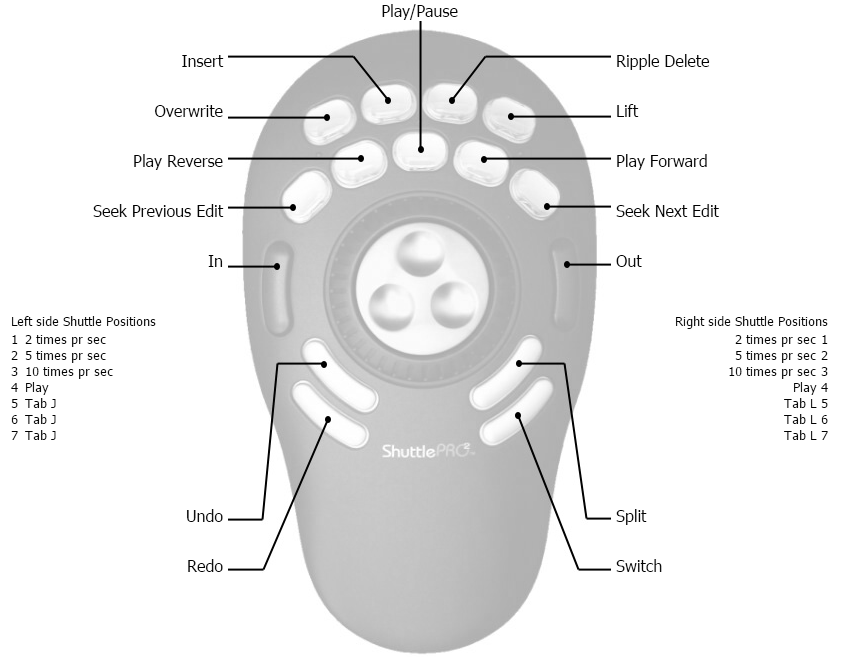 Play/Pause
Insert
Ripple Delete
Overwrite
Lift
Play Reverse
Play Forward
Seek Previous Edit
Seek Next Edit
In
Out
Left side Shuttle Positions
1 2 times pr sec
2 5 times pr sec
3 10 times pr sec
4 Play
5 Tab J
6 Tab J
7 Tab J
Right side Shuttle Positions
2 times pr sec 1
5 times pr sec 2
10 times pr sec 3
Play 4
Tab L 5
Tab L 6
Tab L 7
ShuttlePRO2
Undo
Split
Redo
Switch